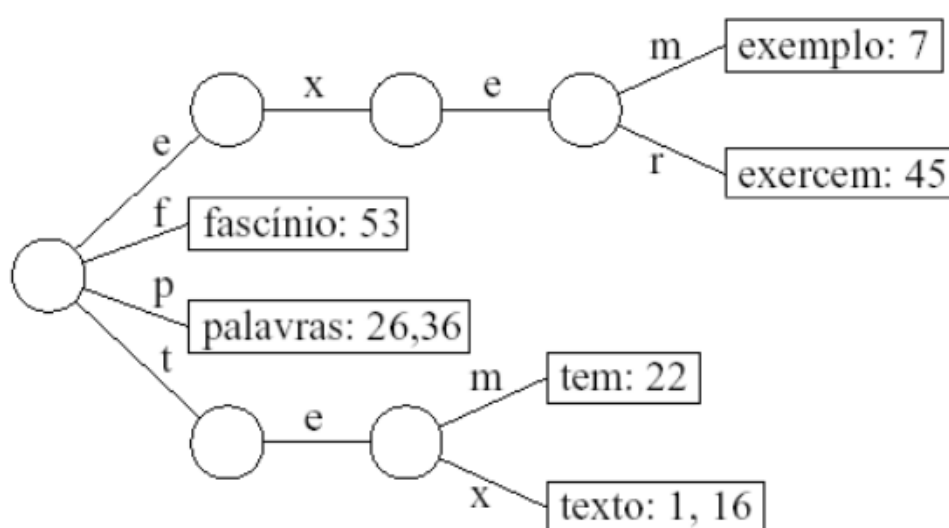 m
exemplo: 7
x
e
e
r
exercem: 45
f
fascínio: 53
p
palavras: 26,36
t
m
tem: 22
e
x
texto: 1, 16